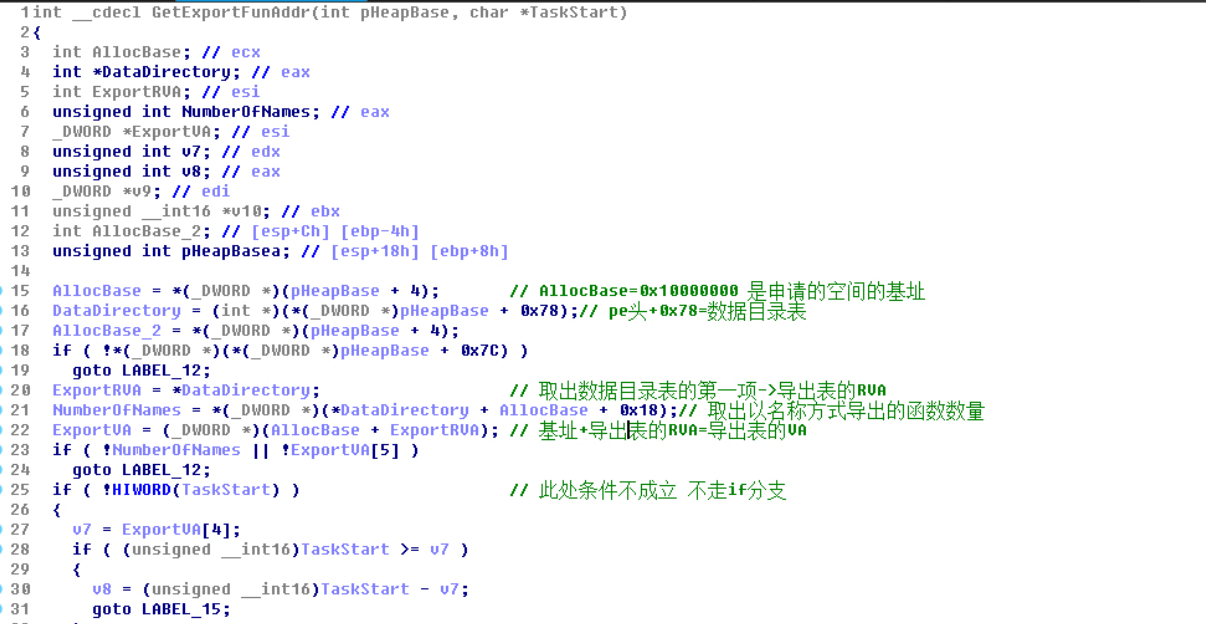 1 int __cdecl GetExportFunAddr(int pHeapBase, char *TaskStart)
2 {
3 int AllocBase; // ecx
4 int *DataDirectory; // eax
5 int ExportRVA; // esi
6 unsigned int NumberOfNames; // eax
7 _DWORD *ExportVA; // esi
8 unsigned int v7; // edx
9 unsigned int v8; // eax
10 _DWORD *v9; // edi
11 unsigned __int16 *v10; // ebx
12 int AllocBase_2; // [esp+Ch] [ebp-4h]
13 unsigned int pHeapBasea; // [esp+18h] [ebp+8h]
14
15 AllocBase = *(_DWORD *)(pHeapBase + 4); // AllocBase=0x10000000 是申请的空间的基址
16 DataDirectory = (int *)(*(_DWORD *)pHeapBase + 0x78);// pe头+0x78=数据目录表
17 AllocBase_2 = *(_DWORD *)(pHeapBase + 4);
18 if ( !*(_DWORD *)(*(_DWORD *)pHeapBase + 0x7C) )
19 goto LABEL_12;
20 ExportRVA = *DataDirectory; // 取出数据目录表的第一项->导出表的RVA
21 NumberOfNames = *(_DWORD *)(*DataDirectory + AllocBase + 0x18);// 取出以名称方式导出的函数数量
22 ExportVA = (_DWORD *)(AllocBase + ExportRVA); // 基址+导出表的RVA=导出表的VA
23 if ( !NumberOfNames || !ExportVA[5] )
24 goto LABEL_12;
25 if ( !HIWORD(TaskStart) ) // 此处条件不成立 不走if分支
26 {
27 v7 = ExportVA[4];
28 if ( (unsigned __int16)TaskStart >= v7 )
29 {
30 v8 = (unsigned __int16)TaskStart - v7;
31 goto LABEL_15;